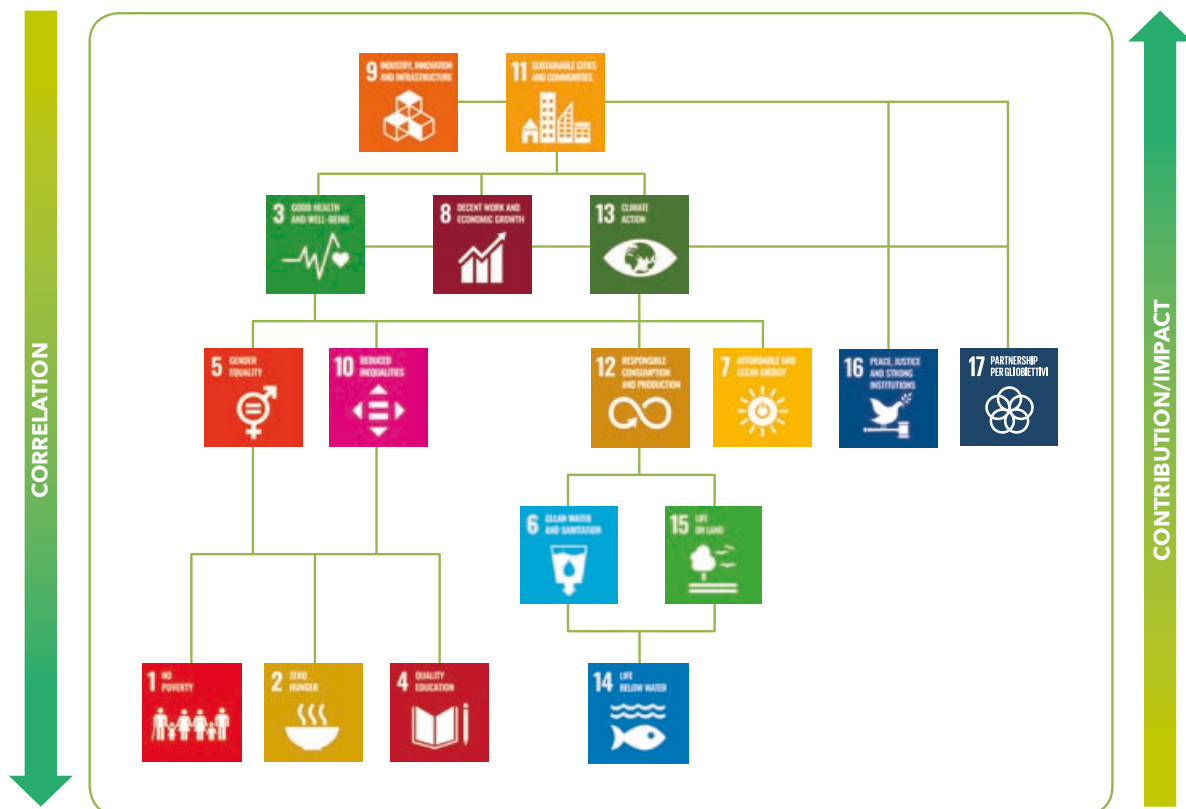 CORRELATION
9 INDUSTRY, INNOVATION
AND INFRASTRUCTURE
11 SUSTAINABLE CITIES
AND COMMUNITIES
3 GOOD HEALTH
AND WELL-BEING
8 DECENT WORK AND
ECONOMIC GROWTH
13 CLIMATE
ACTION
5 GENDER
EQUALITY
10 REDUCED
INEQUALITIES
12 RESPONSIBLE
CONSUMPTION
AND PRODUCTION
7 AFFORDABLE AND
CLEAN ENERGY
16 PEACE, JUSTICE
AND STRONG
INSTITUTIONS
17 PARTNERSHIP
PER GLI OBIETTIVI
6 CLEAN WATER
AND SANITATION
15 LIFE
ON LAND
1 NO
POVERTY
2 ZERO
HUNGER
4 QUALITY
EDUCATION
14 LIFE
BELOW WATER
CONTRIBUTION/IMPACT